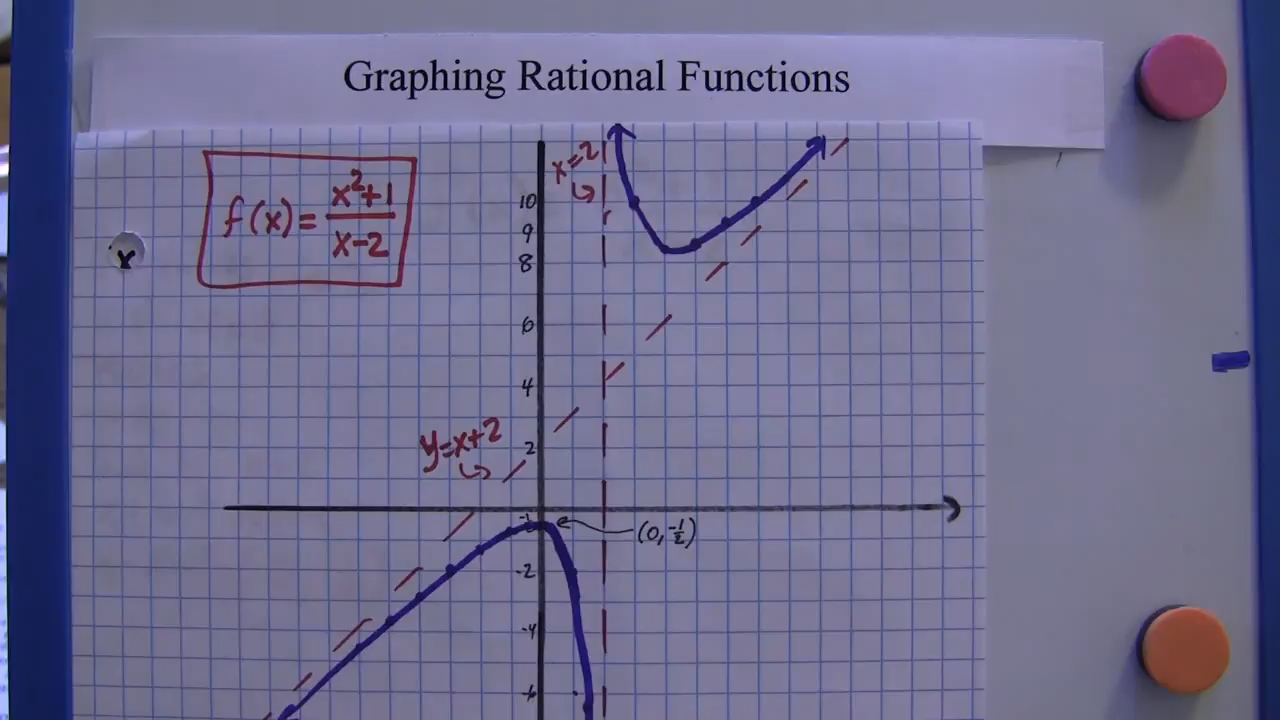 Graphing Rational Functions
f(x) = x²+1
x-2
x=2
10
9
8
6
4
y=x+2
2
-1
(0, -1/2)
-2
-4
-6
x